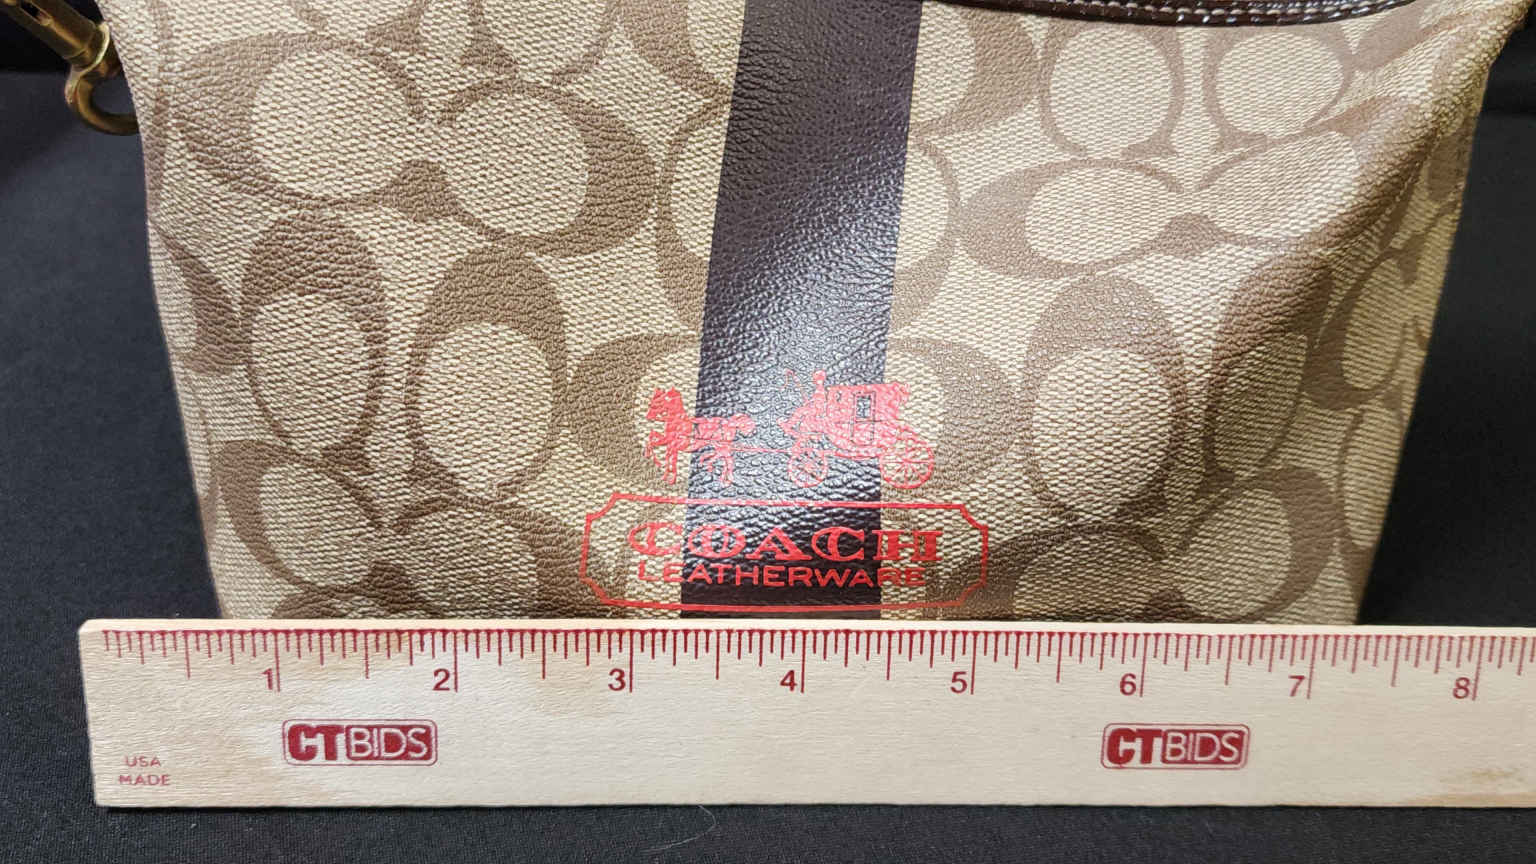 COACH
LEATHERWARE
1 2 3 4 5 6 7 8
CTBIDS CTBIDS
USA
MADE